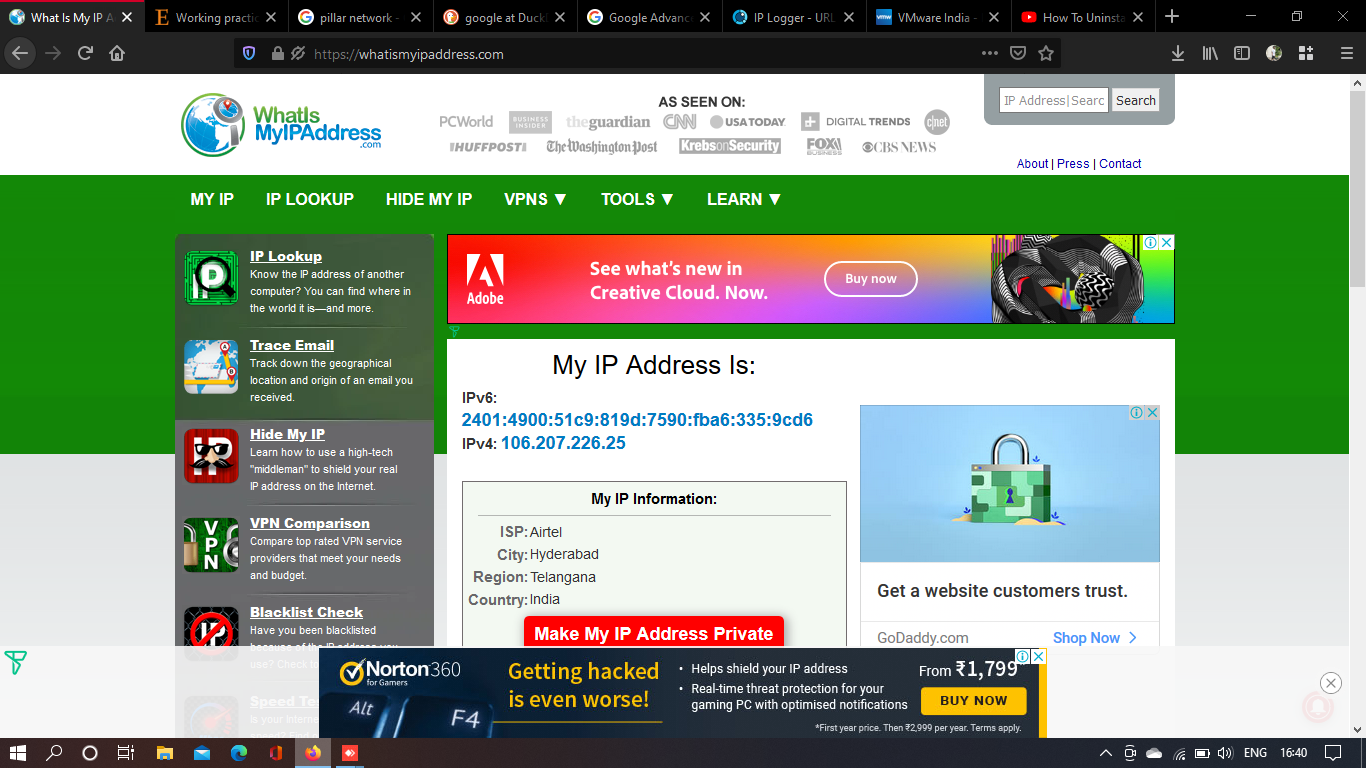 What Is My IP A
Working practic
pillar network -
google at Duckl
Google Advanc
IP Logger - URL
VMware India -
How To Uninsta
https://whatismyipaddress.com
WhatIs
MyIPAddress
.com
AS SEEN ON:
PCWorld
BUSINESS
INSIDER
theguardian
CNN
USA TODAY
DIGITAL TRENDS
c|net
HUFFPOST
The Washington Post
KrebsonSecurity
FOX
BUSINESS
CBS NEWS
IP Address|Searc
Search
About | Press | Contact
MY IP
IP LOOKUP
HIDE MY IP
VPNS ▼
TOOLS ▼
LEARN ▼
IP Lookup
Know the IP address of another
computer? You can find where in
the world it is—and more.
Trace Email
Track down the geographical
location and origin of an email you
received.
Hide My IP
Learn how to use a high-tech
"middleman" to shield your real
IP address on the Internet.
VPN Comparison
Compare top rated VPN service
providers that meet your needs
and budget.
Blacklist Check
Have you been blacklisted
because of the IP address you
use? Check to
Speed Te
Is your Interne
Adobe
See what's new in
Creative Cloud. Now.
Buy now
My IP Address Is:
IPv6:
2401:4900:51c9:819d:7590:fba6:335:9cd6
IPv4: 106.207.226.25
My IP Information:
ISP: Airtel
City: Hyderabad
Region: Telangana
Country: India
Make My IP Address Private
Get a website customers trust.
GoDaddy.com
Shop Now
Norton360
for Gamers
Alt
F4
Getting hacked
is even worse!
• Helps shield your IP address
• Real-time threat protection for your
gaming PC with optimised notifications
From ₹1,799*
BUY NOW
*First year price. Then ₹2,999 per year. Terms apply.
ENG
16:40